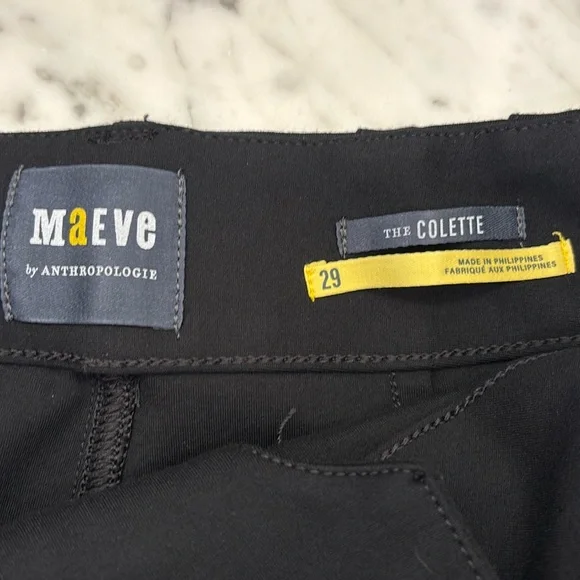 MaEVe
by ANTHROPOLOGIE
THE COLETTE
29
MADE IN PHILIPPINES
FABRIQUÉ AUX PHILIPPINES